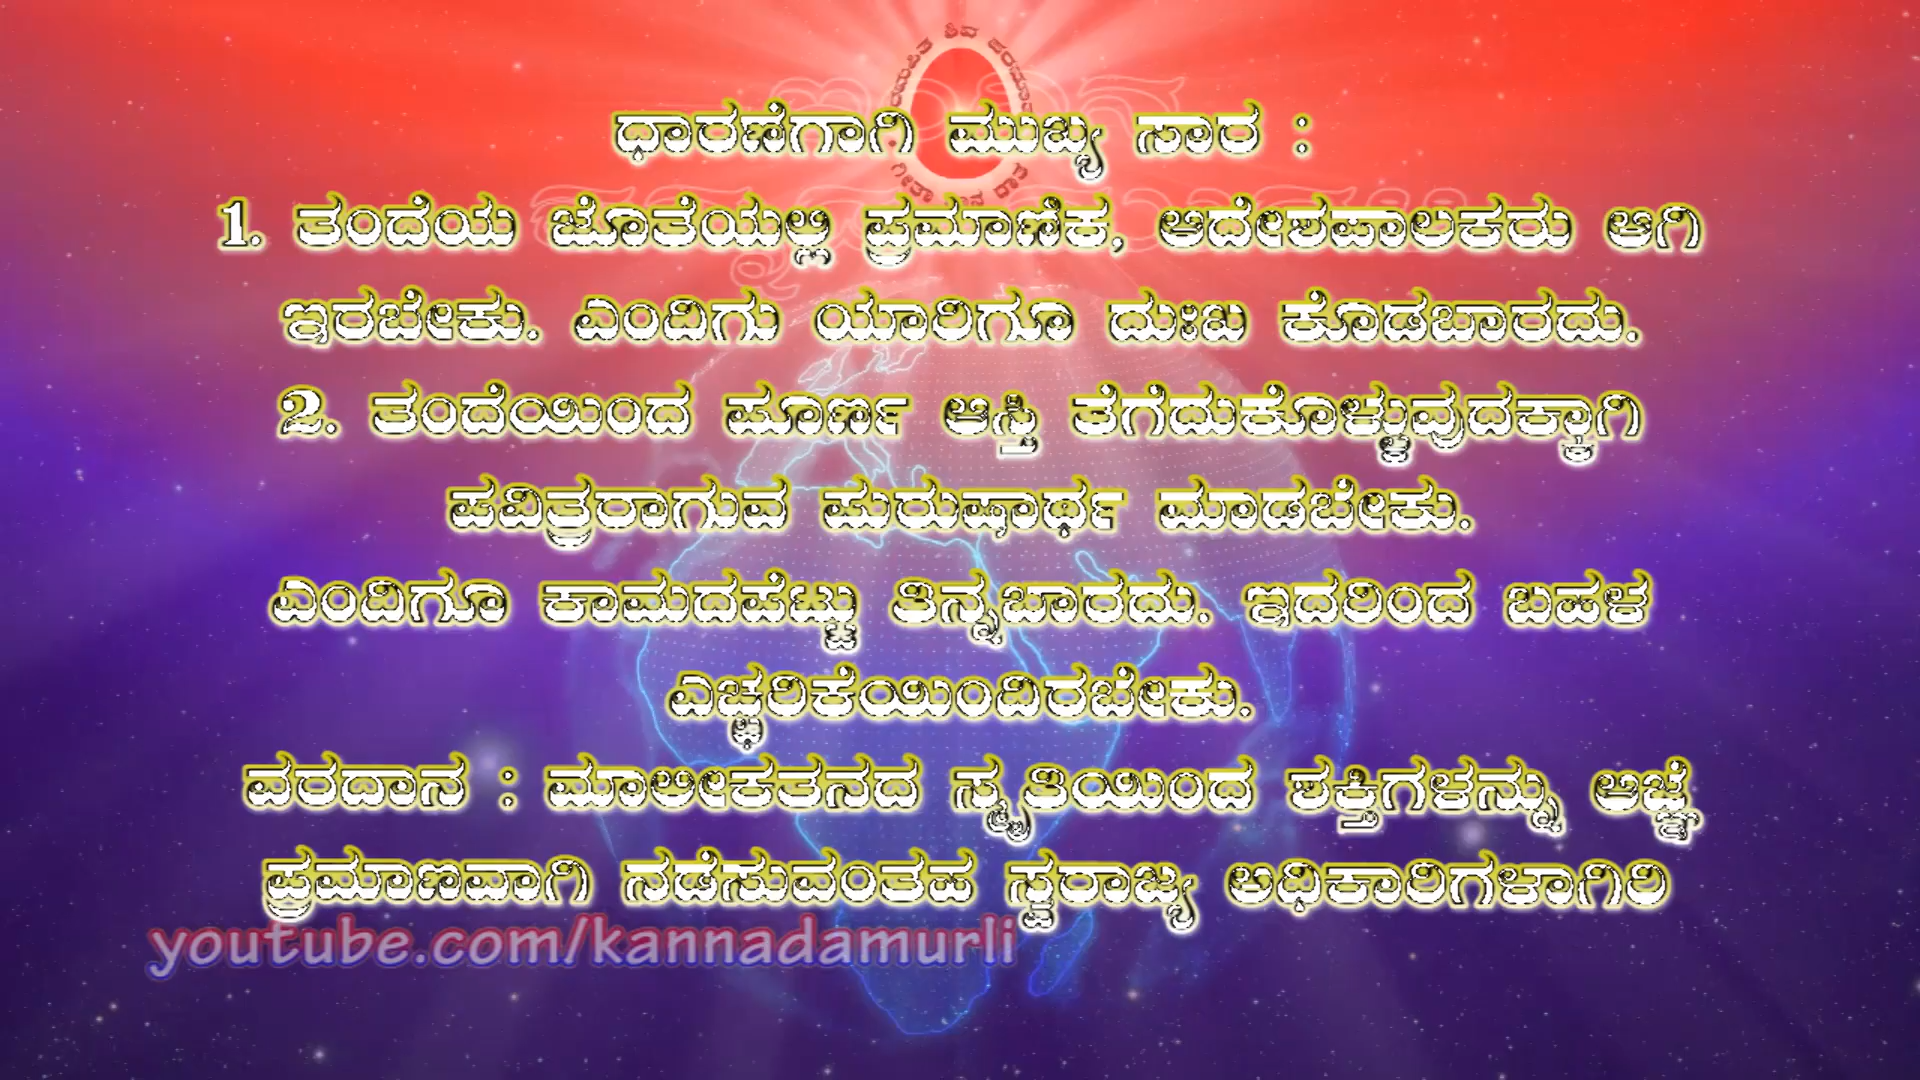 ಧಾರಣೆಗಾಗಿ ಮುಖ್ಯ ಸಾರ :
1. ತಂದೆಯ ಜೊತೆಯಲ್ಲಿ ಪ್ರಮಾಣಿಕ, ಆದೇಶಪಾಲಕರು ಆಗಿ
ಇರಬೇಕು. ಎಂದಿಗು ಯಾರಿಗೂ ದುಃಖ ಕೊಡಬಾರದು.
2. ತಂದೆಯಿಂದ ಪೂರ್ಣ ಆಸ್ತಿ ತೆಗೆದುಕೊಳ್ಳುವುದಕ್ಕಾಗಿ
ಪವಿತ್ರರಾಗುವ ಪುರುಷಾರ್ಥ ಮಾಡಬೇಕು.
ಎಂದಿಗೂ ಕಾಮದಪೆಟ್ಟು ತಿನ್ನಬಾರದು. ಇದರಿಂದ ಬಹಳ
ಎಚ್ಚರಿಕೆಯಿಂದಿರಬೇಕು.
ವರದಾನ : ಮಾಲೀಕತನದ ಸ್ಮೃತಿಯಿಂದ ಶಕ್ತಿಗಳನ್ನು ಆಜ್ಞೆ
ಪ್ರಮಾಣವಾಗಿ ನಡೆಸುವಂತಹ ಸ್ವರಾಜ್ಯ ಅಧಿಕಾರಿಗಳಾಗಿರಿ
youtube.com/kannadamurli